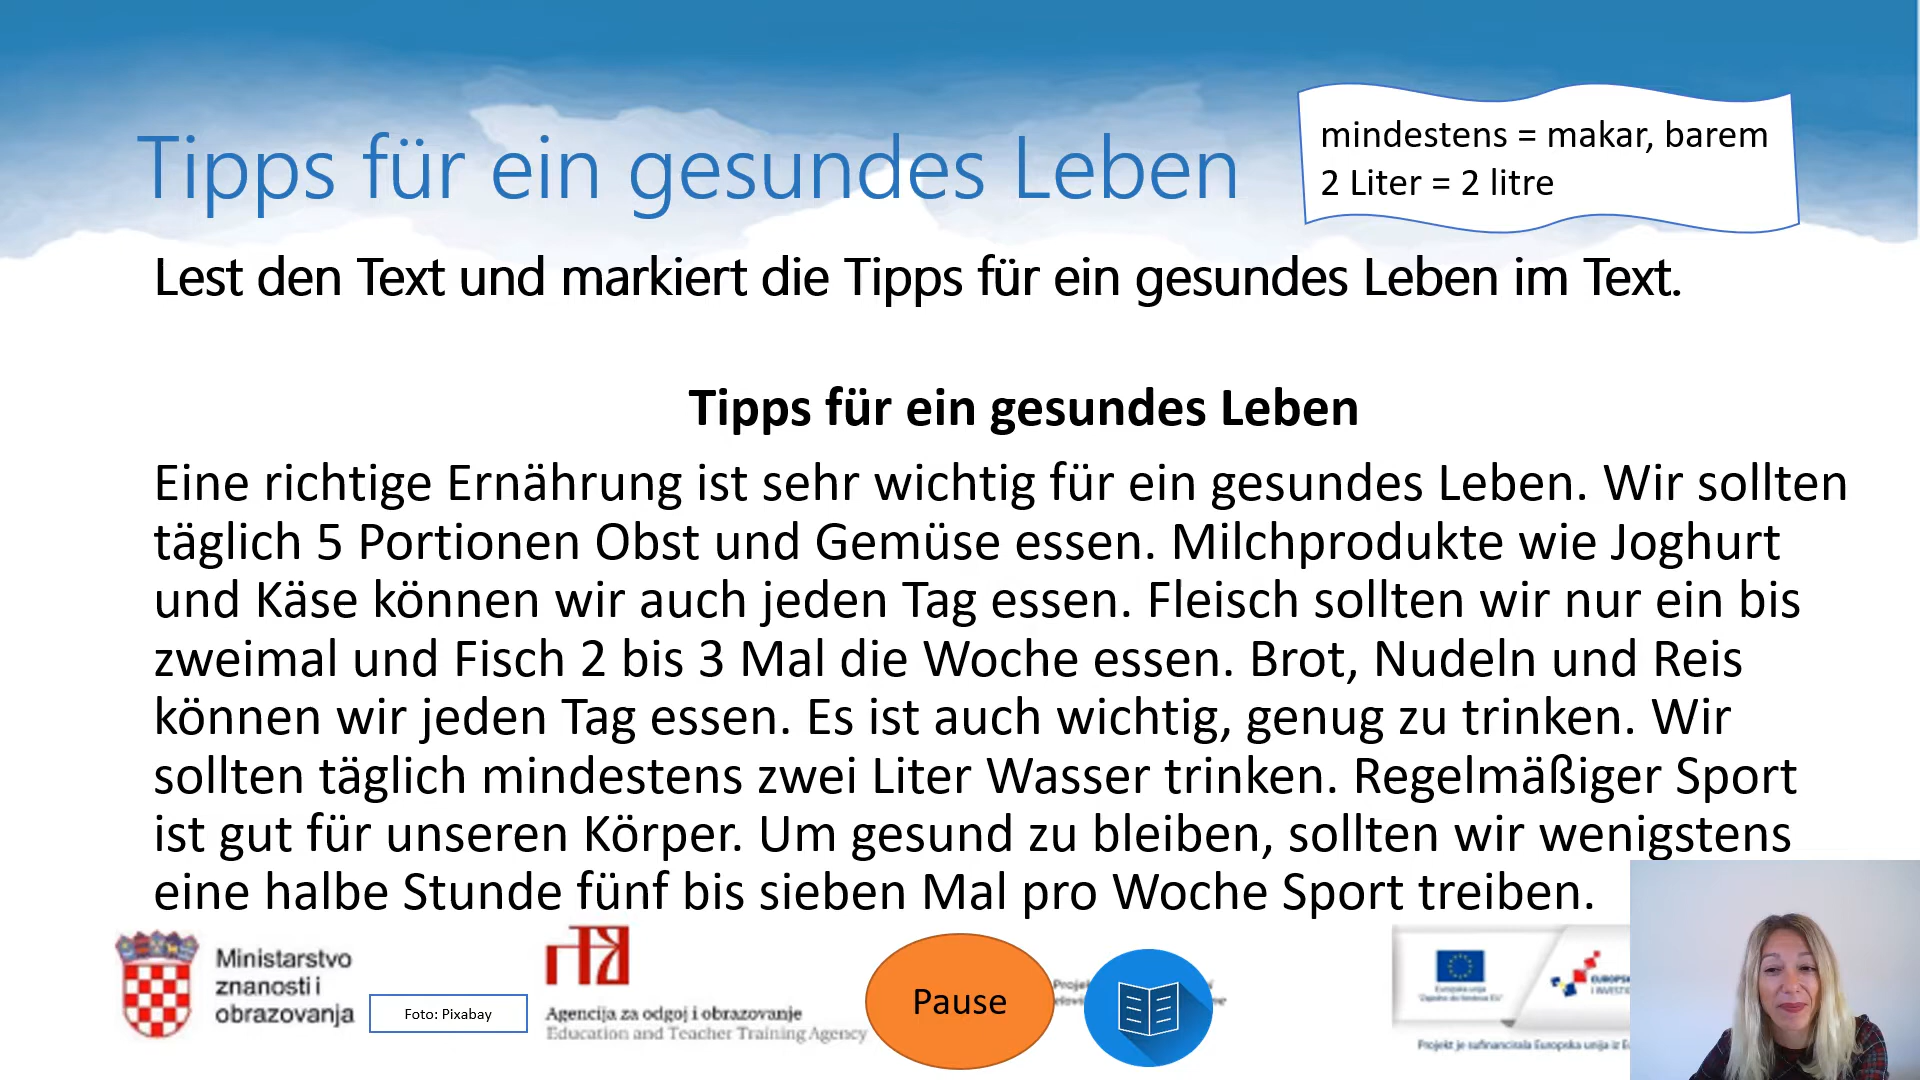 Tipps für ein gesundes Leben
mindestens = makar, barem
2 Liter = 2 litre
Lest den Text und markiert die Tipps für ein gesundes Leben im Text.
Tipps für ein gesundes Leben
Eine richtige Ernährung ist sehr wichtig für ein gesundes Leben. Wir sollten
täglich 5 Portionen Obst und Gemüse essen. Milchprodukte wie Joghurt
und Käse können wir auch jeden Tag essen. Fleisch sollten wir nur ein bis
zweimal und Fisch 2 bis 3 Mal die Woche essen. Brot, Nudeln und Reis
können wir jeden Tag essen. Es ist auch wichtig, genug zu trinken. Wir
sollten täglich mindestens zwei Liter Wasser trinken. Regelmäßiger Sport
ist gut für unseren Körper. Um gesund zu bleiben, sollten wir wenigstens
eine halbe Stunde fünf bis sieben Mal pro Woche Sport treiben.
Ministarstvo
znanosti i
obrazovanja
Foto: Pixabay
Agencija za odgoj i obrazovanje
Education and Teacher Training Agency
Pause
Projekt je sufinancirala Europska unija iz